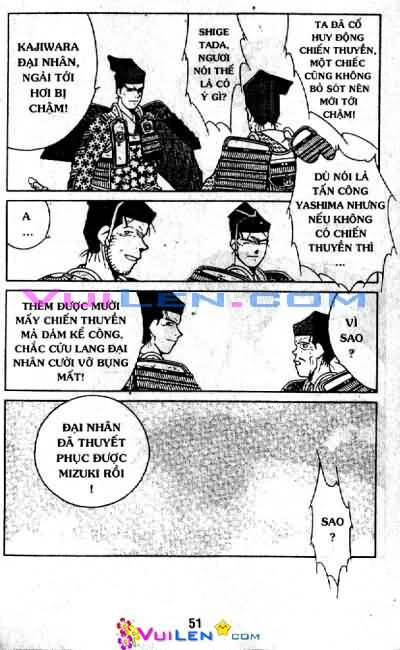 KAJIWARA
ĐẠI NHÂN,
NGÀI TỚI
HƠI BỊ
CHẬM!
SHIGE
TADA,
NGƯƠI
NÓI THẾ
LÀ CÓ
Ý GÌ?
TA ĐÃ CỐ
HUY ĐỘNG
CHIẾN THUYỀN,
MỘT CHIẾC
CŨNG KHÔNG
BỎ SÓT NÊN
MỚI TỚI
CHẬM!
DÙ NÓI LÀ
TẤN CÔNG
YASHIMA NHƯNG
NẾU KHÔNG
CÓ CHIẾN
THUYỀN THÌ
...
A
...
THÊM ĐƯỢC MƯỜI
MẤY CHIẾN THUYỀN
MÀ DÁM KỂ CÔNG,
CHẮC CỬU LANG ĐẠI
NHÂN CƯỜI VỠ BỤNG
MẤT!
VÌ
SAO?
VUILEN.COM
ĐẠI NHÂN
ĐÃ THUYẾT
PHỤC ĐƯỢC
MIZUKI RỒI
!
SAO
?
51
VUILEN.COM